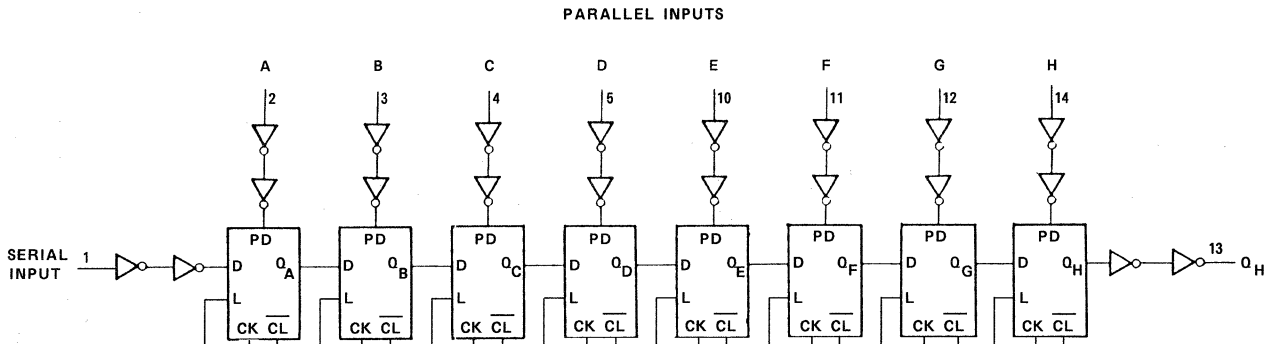 PARALLEL INPUTS
A B C D E F G H
2 3 4 5 10 11 12 14
PD PD PD PD PD PD PD PD
SERIAL INPUT 1 D QA D QB D QC D QD D QE D QF D QG D QH 13 QH
L L L L L L L L
CK CL CK CL CK CL CK CL CK CL CK CL CK CL CK CL